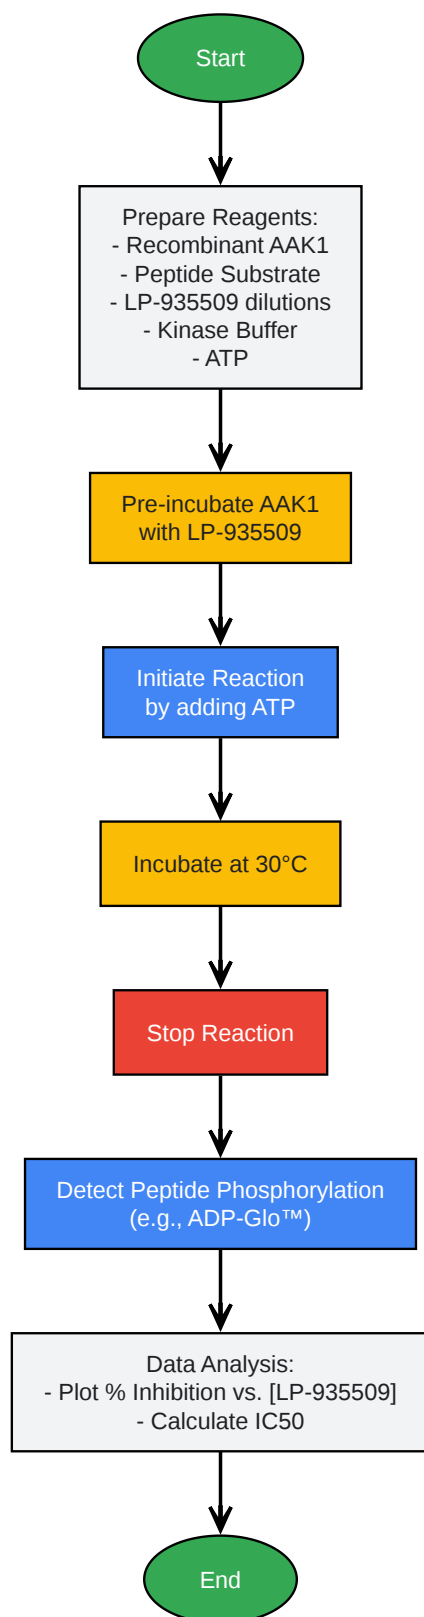 Start
Prepare Reagents:
- Recombinant AAK1
- Peptide Substrate
- LP-935509 dilutions
- Kinase Buffer
- ATP
Pre-incubate AAK1
with LP-935509
Initiate Reaction
by adding ATP
Incubate at 30°C
Stop Reaction
Detect Peptide Phosphorylation
(e.g., ADP-Glo™)
Data Analysis:
- Plot % Inhibition vs. [LP-935509]
- Calculate IC50
End